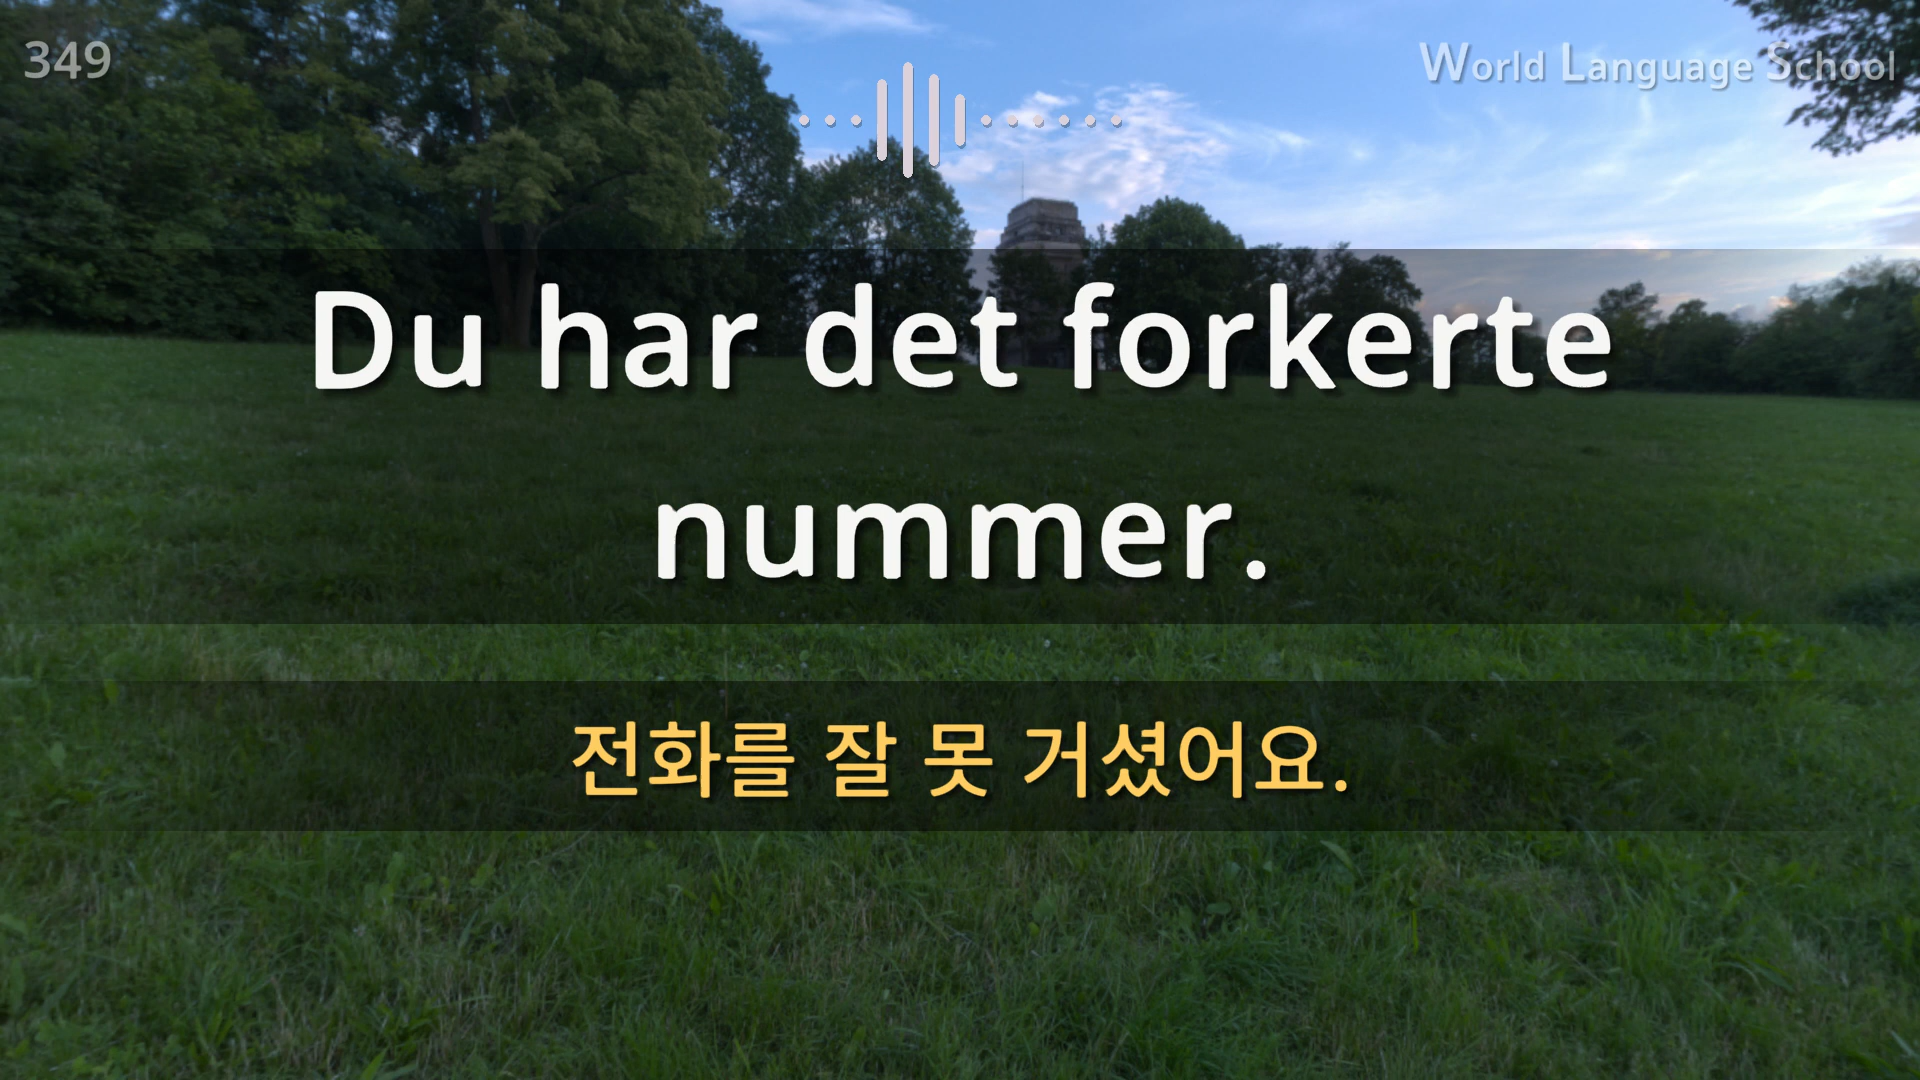 349
World Language School
Du har det forkerte
nummer.
전화를 잘 못 거셨어요.